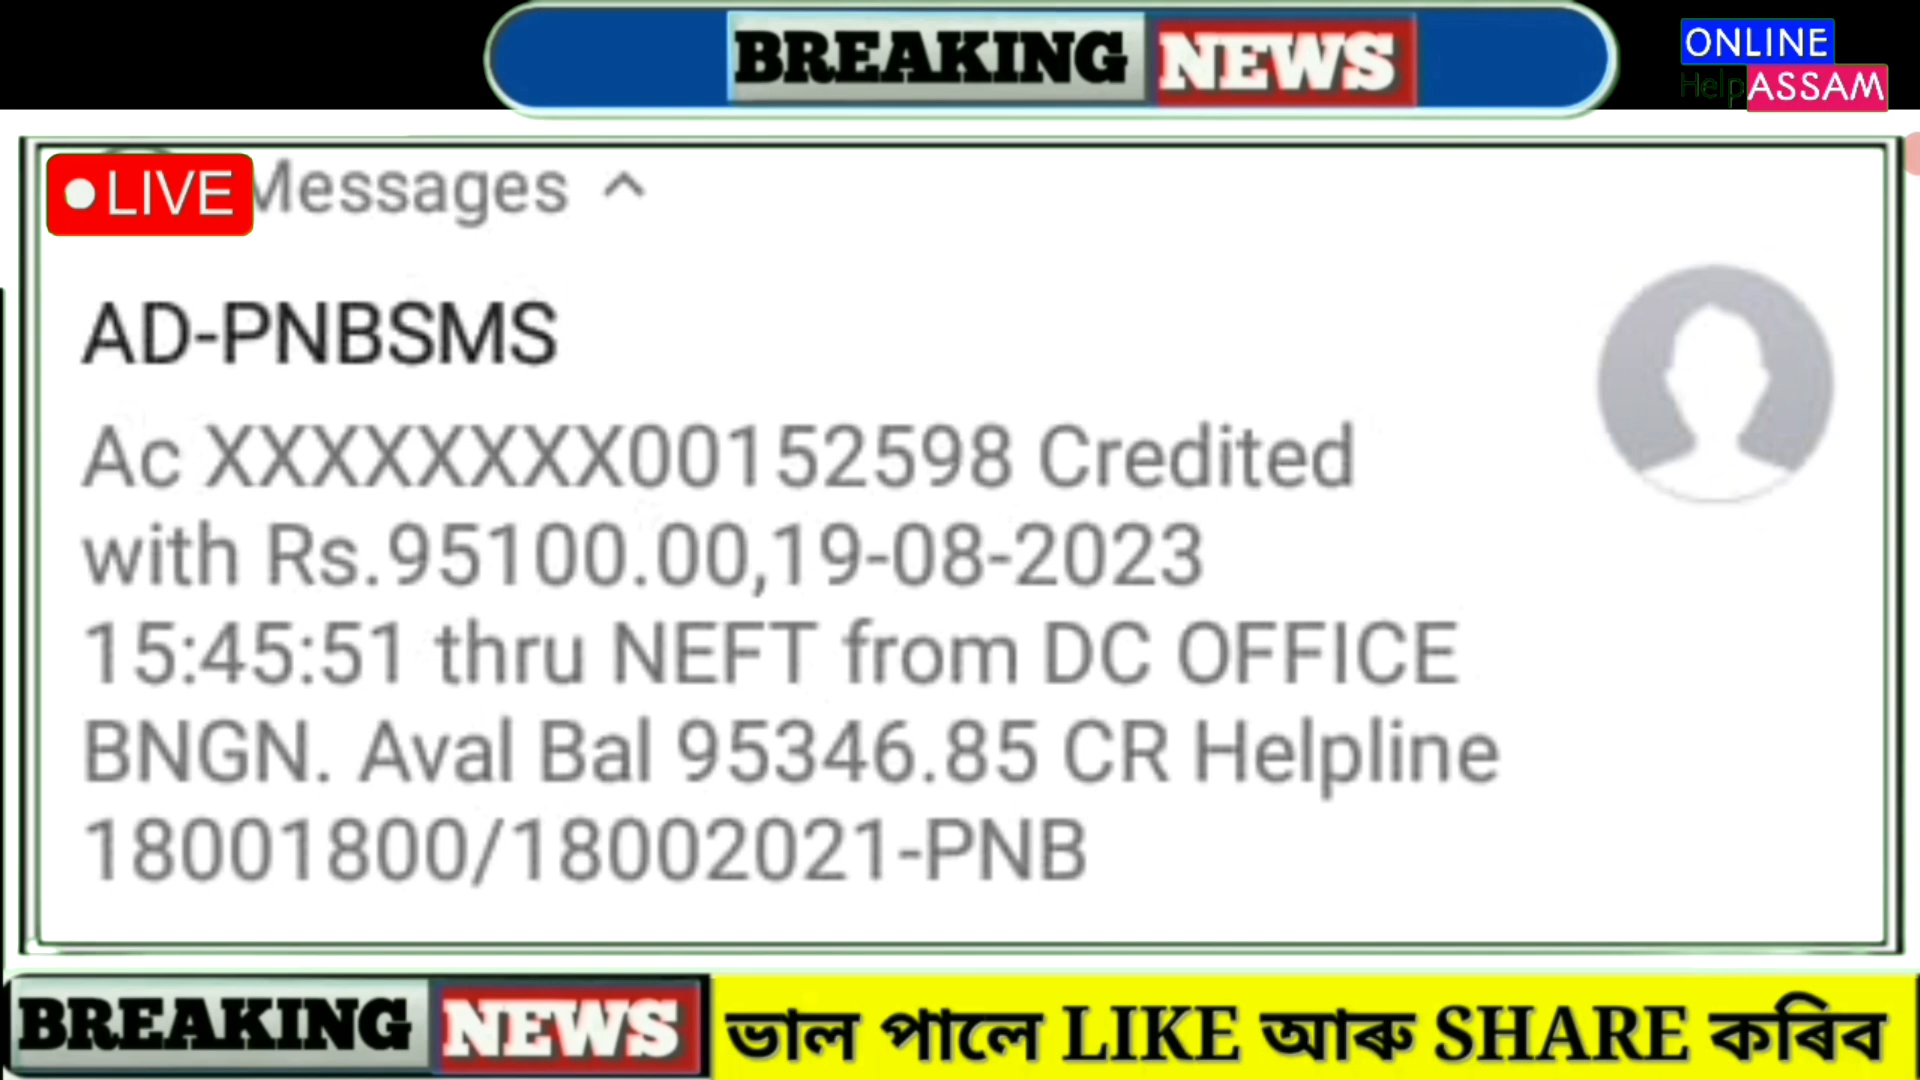 BREAKING NEWS
ONLINE
Help ASSAM
LIVE
Messages
AD-PNBSMS
Ac XXXXXXXX00152598 Credited
with Rs.95100.00,19-08-2023
15:45:51 thru NEFT from DC OFFICE
BNGN. Aval Bal 95346.85 CR Helpline
18001800/18002021-PNB
BREAKING NEWS ভাল পালে LIKE আৰু SHARE কৰিব